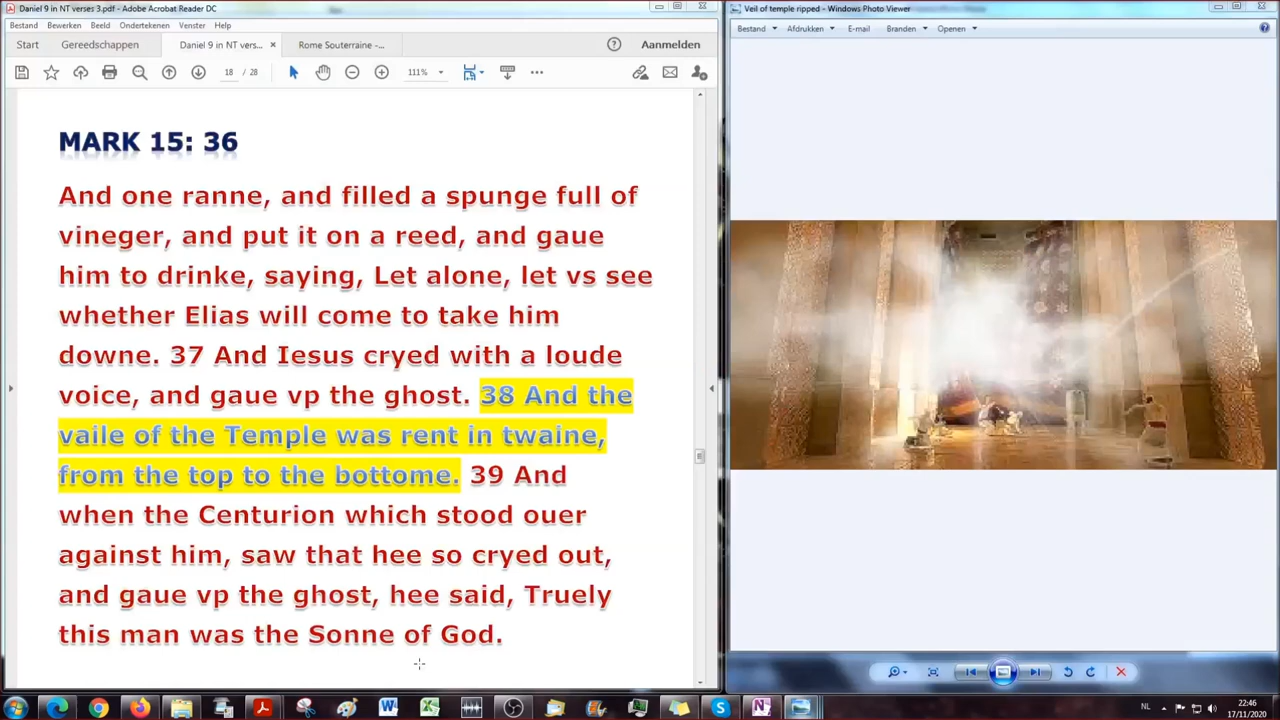 Daniel 9 in NT verses 3.pdf - Adobe Acrobat Reader DC
Bestand Bewerken Beeld Ondertekenen Venster Help
Start Gereedschappen Daniel 9 in NT vers... × Rome Souterraine -... Aanmelden
18 / 28 111%
MARK 15: 36
And one ranne, and filled a spunge full of
vineger, and put it on a reed, and gaue
him to drinke, saying, Let alone, let vs see
whether Elias will come to take him
downe. 37 And Iesus cryed with a loude
voice, and gaue vp the ghost. 38 And the
vaile of the Temple was rent in twaine,
from the top to the bottome. 39 And
when the Centurion which stood ouer
against him, saw that hee so cryed out,
and gaue vp the ghost, hee said, Truely
this man was the Sonne of God.
Veil of temple ripped - Windows Photo Viewer
Bestand Afdrukken E-mail Branden Openen
NL 22:46
17/11/2020